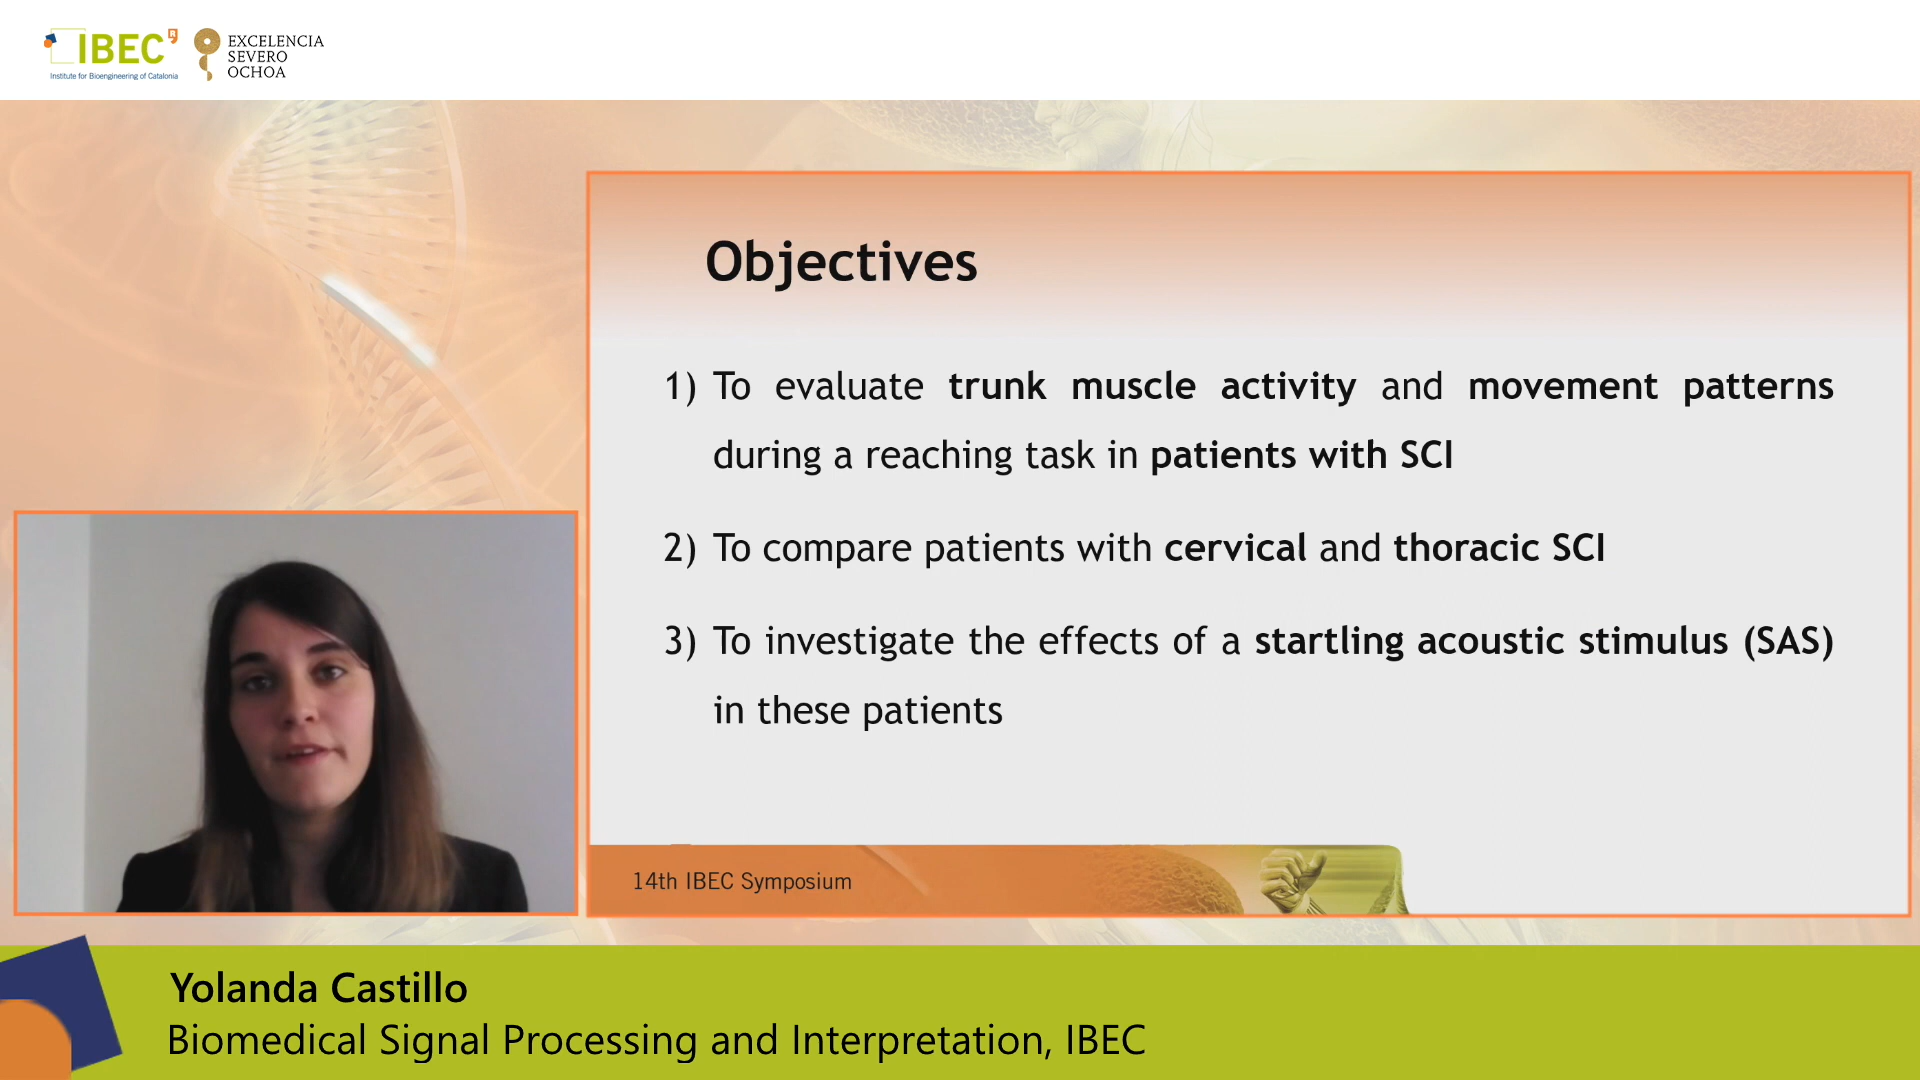 IBEC
Institute for Bioengineering of Catalonia
EXCELENCIA
SEVERO
OCHOA
Objectives
1) To evaluate trunk muscle activity and movement patterns
during a reaching task in patients with SCI
2) To compare patients with cervical and thoracic SCI
3) To investigate the effects of a startling acoustic stimulus (SAS)
in these patients
14th IBEC Symposium
Yolanda Castillo
Biomedical Signal Processing and Interpretation, IBEC